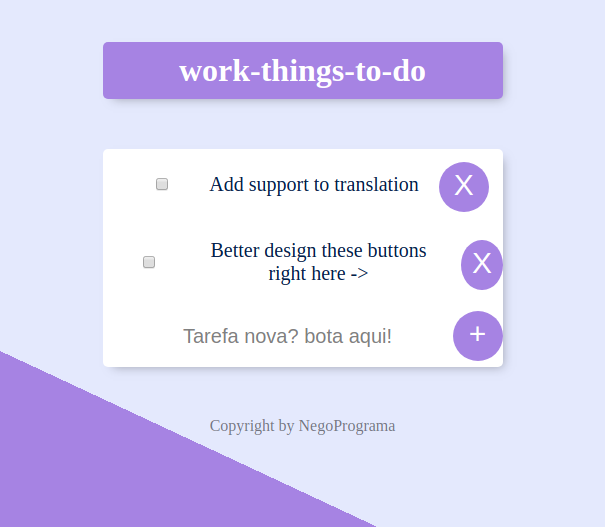 work-things-to-do
Add support to translation
X
Better design these buttons
right here ->
X
Tarefa nova? bota aqui!
+
Copyright by NegoPrograma